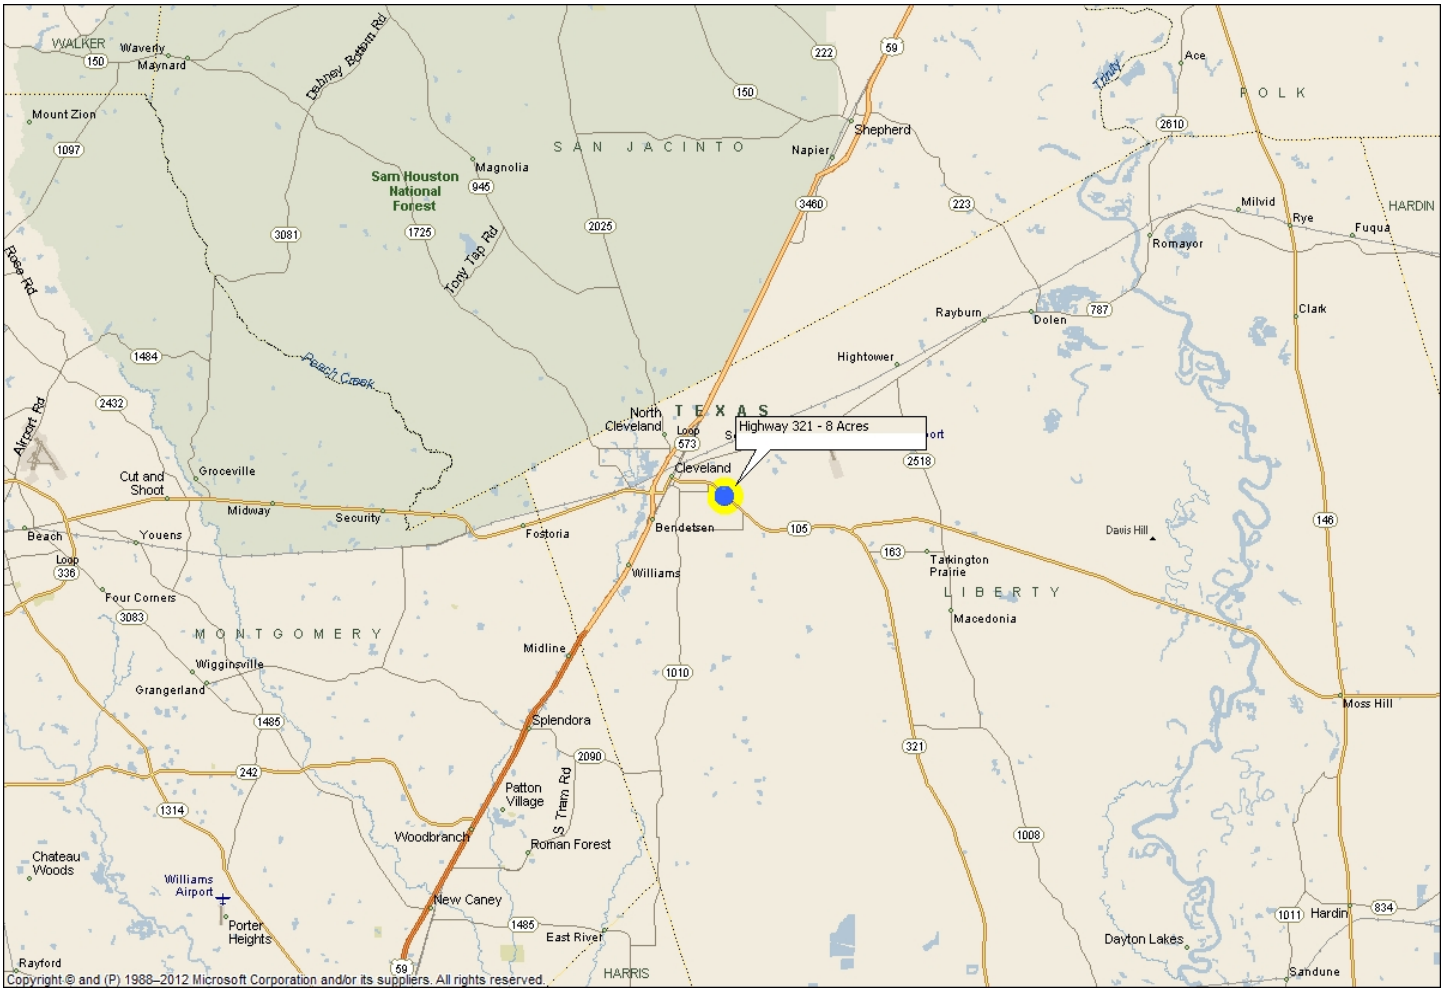 WALKER
Waverly
150
Maynard
Dabney Bottom Rd
222
59
Ace
Trinity
POLK
150
Mount Zion
2610
Shepherd
1097
SAN JACINTO
Napier
Magnolia
Sam Houston
National
Forest
945
3460
223
Milvid
HARDIN
Rye
Fuqua
3081
1725
2025
Romayor
Rose Rd
Tony Tap Rd
Rayburn
Dolen
787
Clark
1484
Peach Creek
Hightower
2432
North
Cleveland
TEXAS
Loop
573
Highway 321 - 8 Acres
ort
Airport Rd
2518
Cut and
Shoot
Groceville
Cleveland
Midway
Security
Fostoria
Bendetsen
105
146
Beach
Youens
Davis Hill
163
Tarkington
Prairie
Loop
336
Williams
LIBERTY
Four Corners
3083
Macedonia
MONTGOMERY
Midline
Wigginsville
Grangerland
1010
Moss Hill
1485
Splendora
321
2090
242
Patton
Village
S Tram Rd
1314
Woodbranch
Roman Forest
1008
Chateau
Woods
Williams
Airport
New Caney
Porter
Heights
1485
East River
1011
Hardin
834
Dayton Lakes
Rayford
59
HARRIS
Sandune
Copyright © and (P) 1988–2012 Microsoft Corporation and/or its suppliers. All rights reserved.